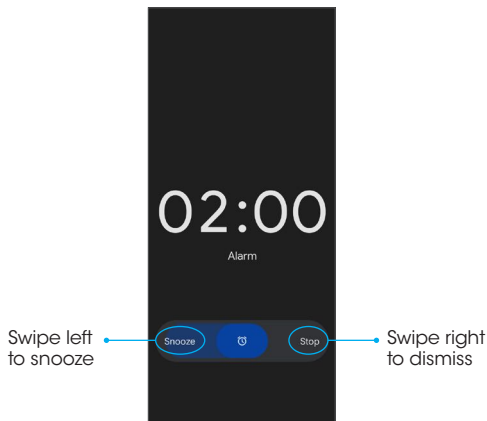 02:00
Alarm
Snooze
Stop
Swipe left
to snooze
Swipe right
to dismiss